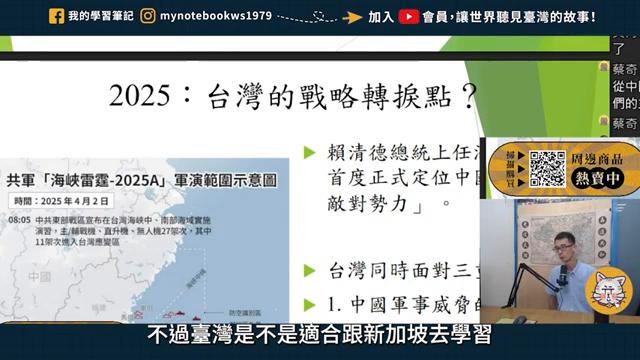 我的學習筆記 mynotebookws1979 加入 會員，讓世界聽見臺灣的故事！
了
蔡奇
從中
們的
蔡奇
2025：台灣的戰略轉捩點？
賴清德總統上任
首度正式定位中
敵對勢力」。
台灣同時面對三
1. 中國軍事威脅
共軍「海峽雷霆-2025A」軍演範圍示意圖
時間：2025 年 4 月 2 日
08:05 中共東部戰區宣布在台灣海峽中、南部海域實施
演習，主/輔戰機、直升機、無人機27架次，其中
11架次進入台灣應變區
中國
防空識別區
掃描購買
周邊商品
熱賣中
不過臺灣是不是適合跟新加坡去學習